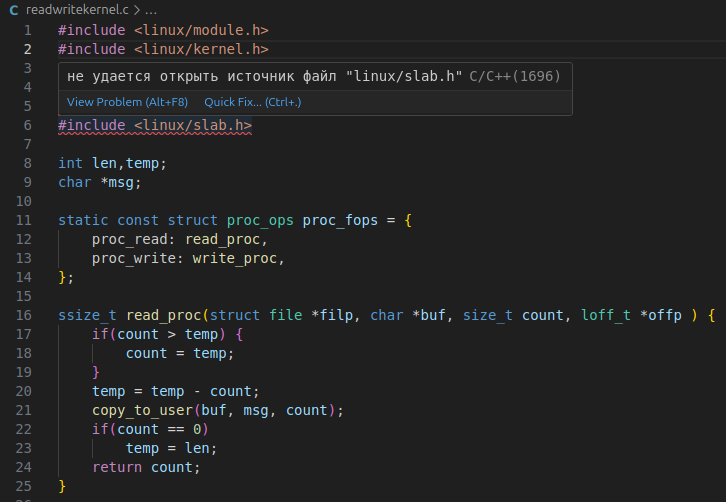 readwritekernel.c > ...
1 #include <linux/module.h>
2 #include <linux/kernel.h>
3
не удается открыть источник файл "linux/slab.h" C/C++(1696)
4
View Problem (Alt+F8) Quick Fix... (Ctrl+.)
5
6 #include <linux/slab.h>
7
8 int len,temp;
9 char *msg;
10
11 static const struct proc_ops proc_fops = {
12     proc_read: read_proc,
13     proc_write: write_proc,
14 };
15
16 ssize_t read_proc(struct file *filp, char *buf, size_t count, loff_t *offp ) {
17     if(count > temp) {
18         count = temp;
19     }
20     temp = temp - count;
21     copy_to_user(buf, msg, count);
22     if(count == 0)
23         temp = len;
24     return count;
25 }